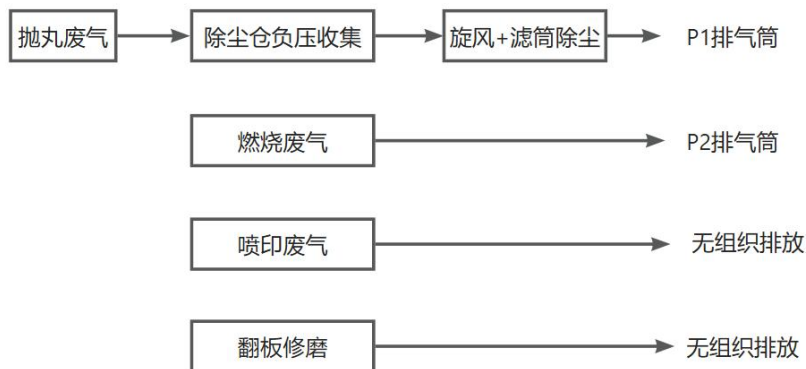 抛丸废气 除尘仓负压收集 旋风+滤筒除尘 P1排气筒
燃烧废气 P2排气筒
喷印废气 无组织排放
翻板修磨 无组织排放